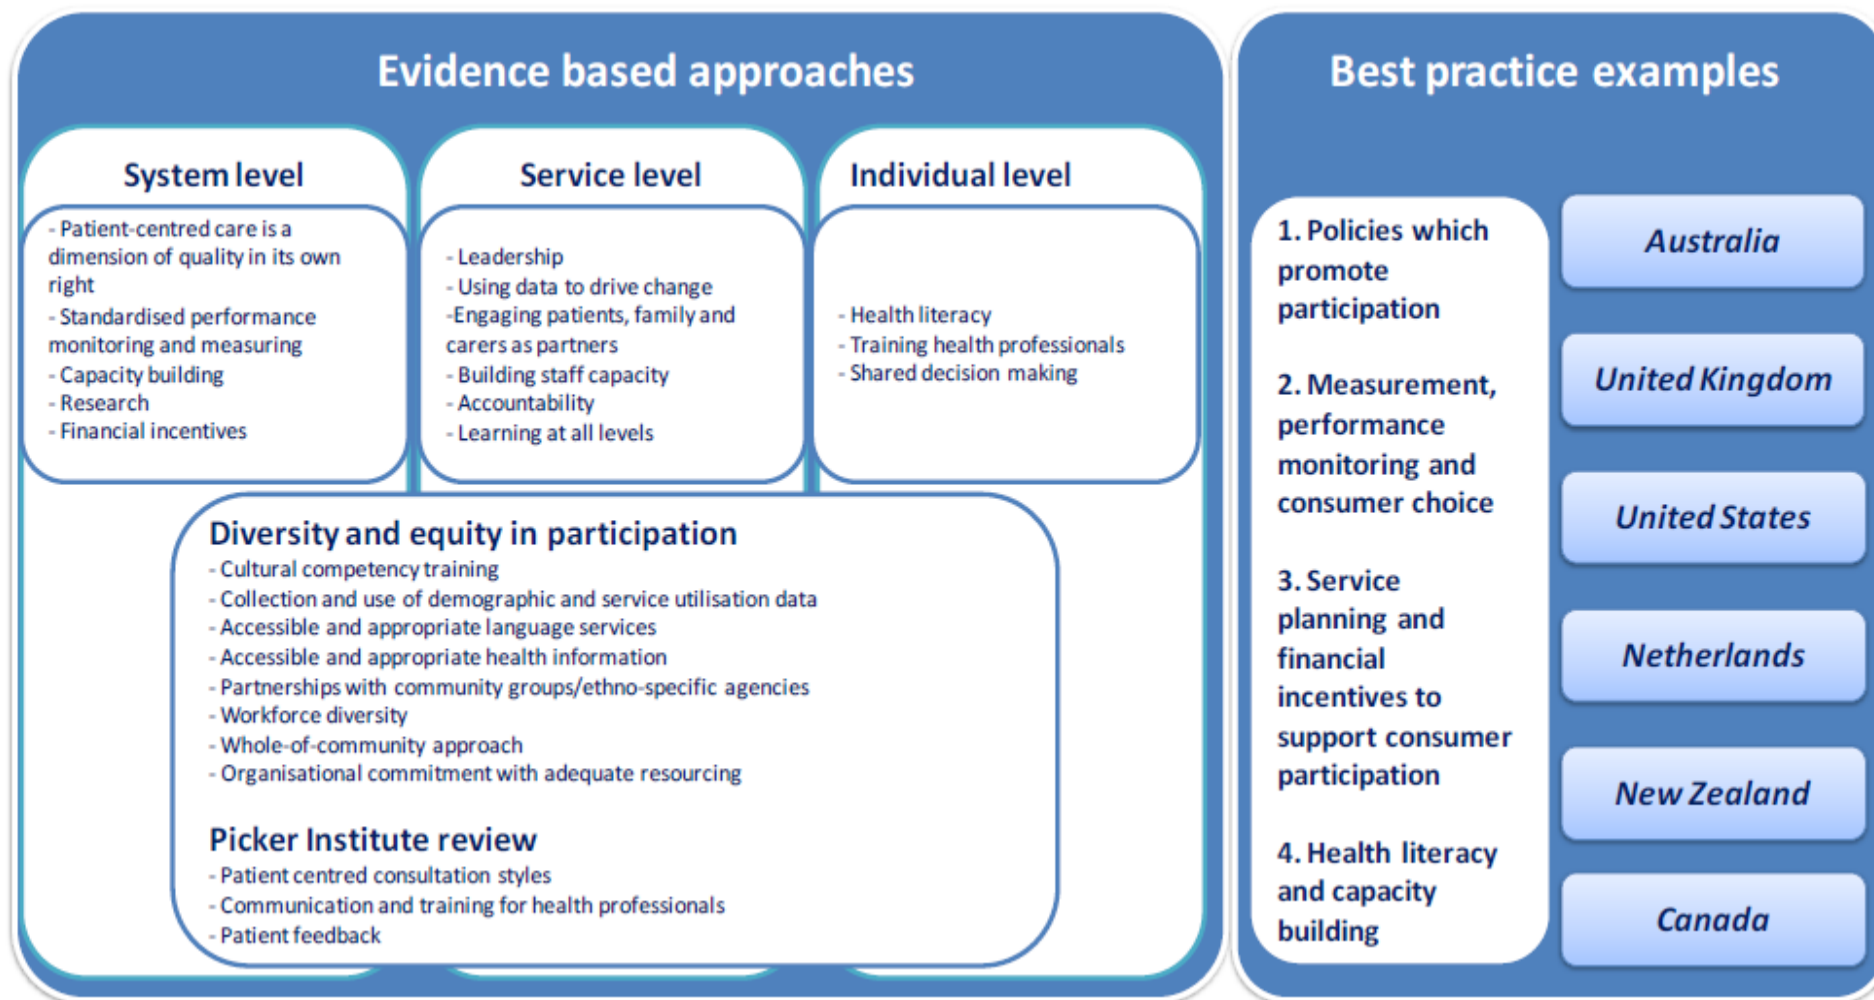 Evidence based approaches
System level
- Patient-centred care is a
dimension of quality in its own
right
- Standardised performance
monitoring and measuring
- Capacity building
- Research
- Financial incentives
Service level
- Leadership
- Using data to drive change
-Engaging patients, family and
carers as partners
- Building staff capacity
- Accountability
- Learning at all levels
Individual level
- Health literacy
- Training health professionals
- Shared decision making
Diversity and equity in participation
- Cultural competency training
- Collection and use of demographic and service utilisation data
- Accessible and appropriate language services
- Accessible and appropriate health information
- Partnerships with community groups/ethno-specific agencies
- Workforce diversity
- Whole-of-community approach
- Organisational commitment with adequate resourcing
Picker Institute review
- Patient centred consultation styles
- Communication and training for health professionals
- Patient feedback
Best practice examples
1. Policies which
promote
participation
2. Measurement,
performance
monitoring and
consumer choice
3. Service
planning and
financial
incentives to
support consumer
participation
4. Health literacy
and capacity
building
Australia
United Kingdom
United States
Netherlands
New Zealand
Canada